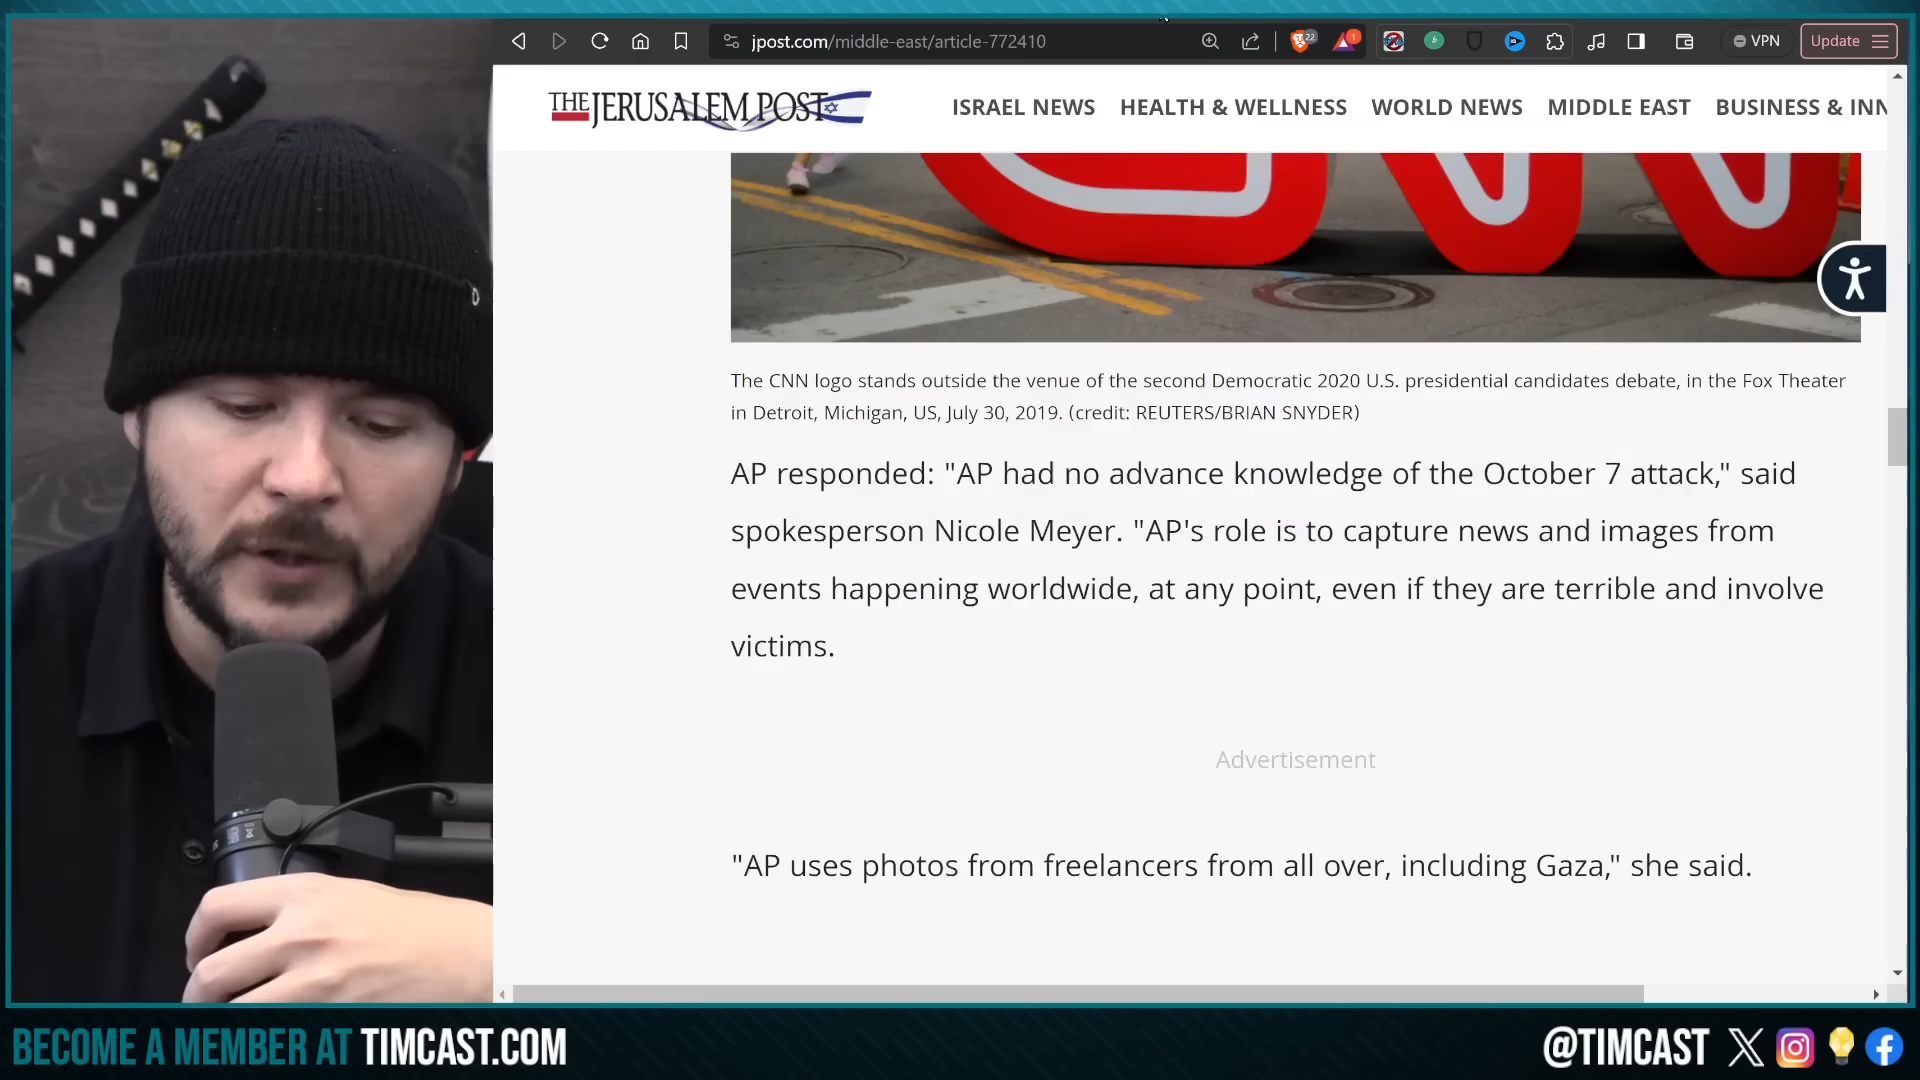 jpost.com/middle-east/article-772410
22
1
VPN
Update
THE JERUSALEM POST
ISRAEL NEWS HEALTH & WELLNESS WORLD NEWS MIDDLE EAST BUSINESS & INN
The CNN logo stands outside the venue of the second Democratic 2020 U.S. presidential candidates debate, in the Fox Theater
in Detroit, Michigan, US, July 30, 2019. (credit: REUTERS/BRIAN SNYDER)
AP responded: "AP had no advance knowledge of the October 7 attack," said
spokesperson Nicole Meyer. "AP's role is to capture news and images from
events happening worldwide, at any point, even if they are terrible and involve
victims.
Advertisement
"AP uses photos from freelancers from all over, including Gaza," she said.
BECOME A MEMBER AT TIMCAST.COM
@TIMCAST